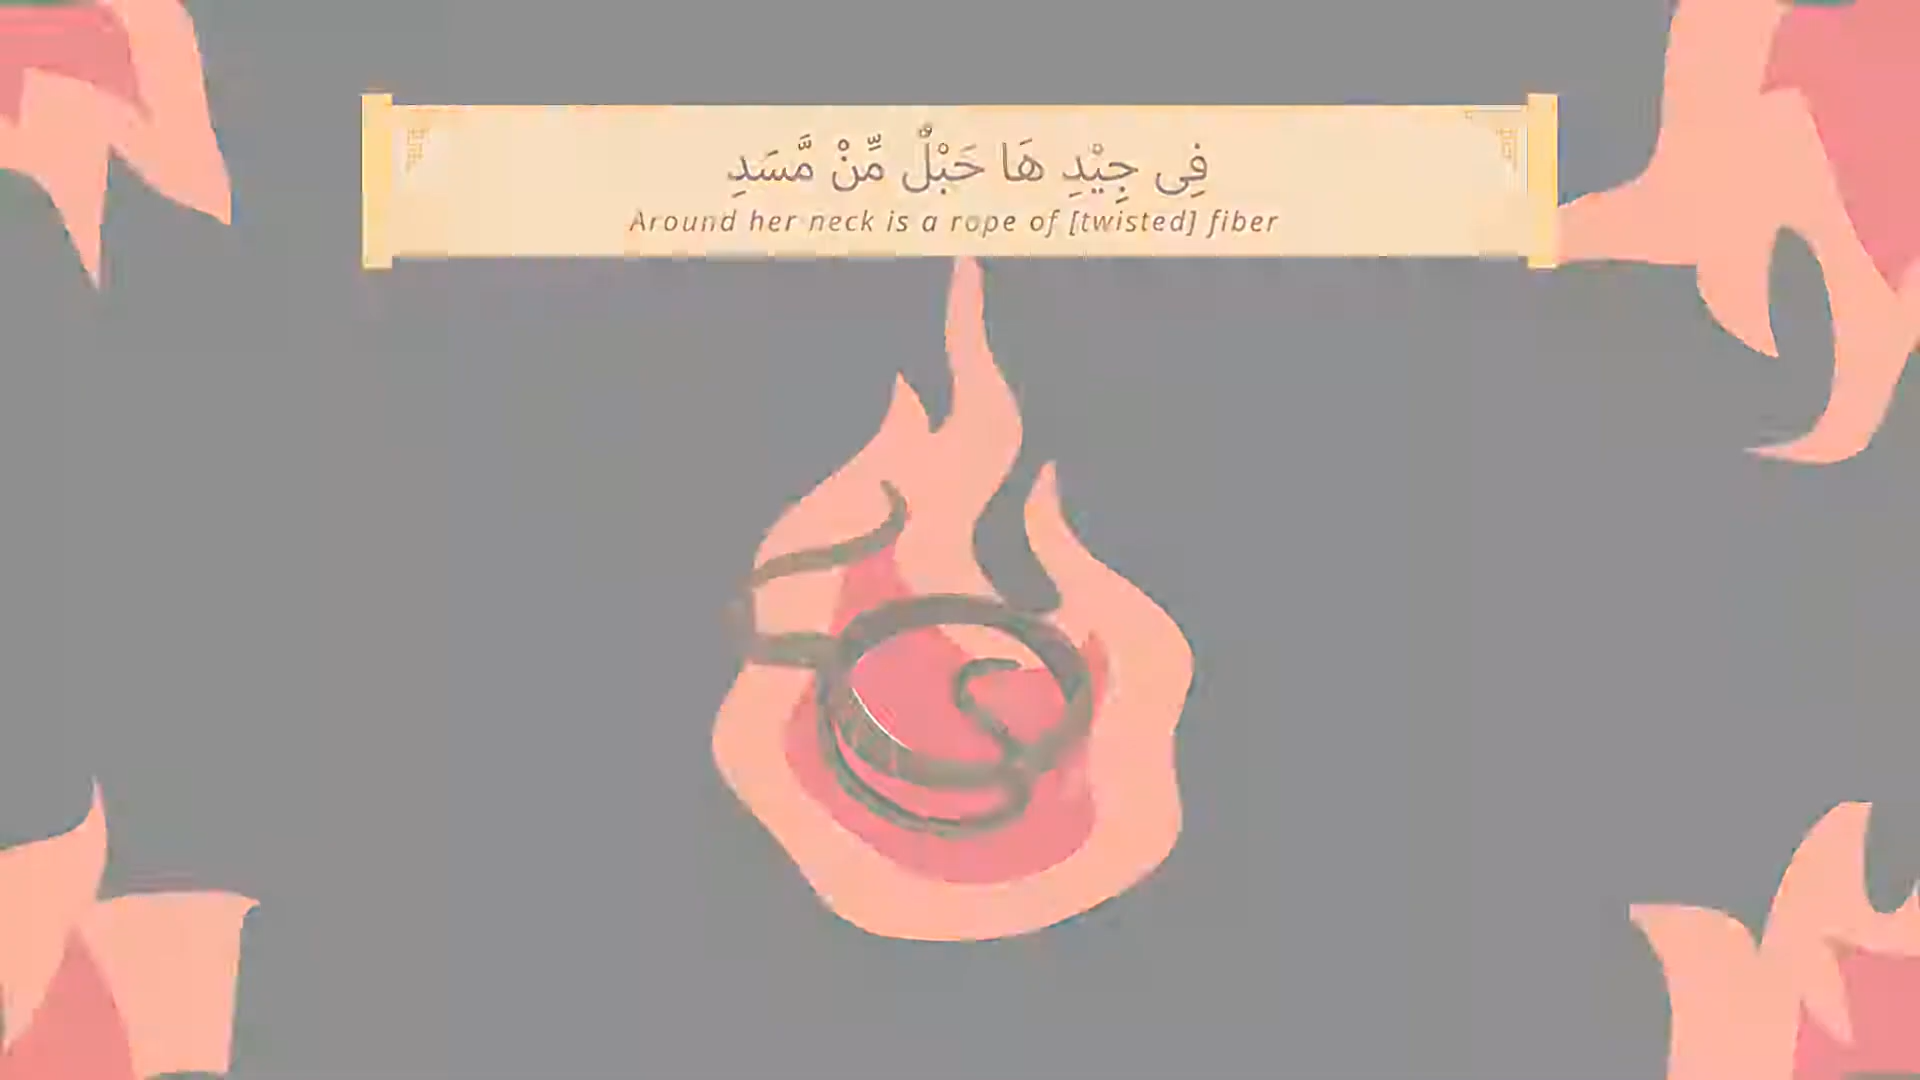 فِى جِيْدِ هَا حَبْلٌ مِّنْ مَّسَدِ
Around her neck is a rope of [twisted] fiber